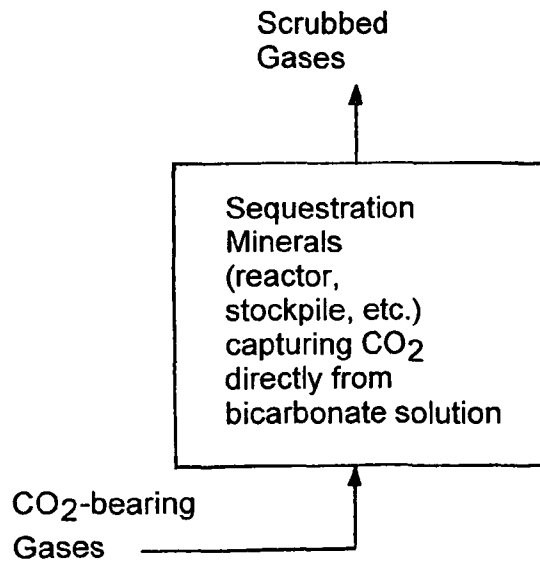 Scrubbed
Gases
Sequestration
Minerals
(reactor,
stockpile, etc.)
capturing CO2
directly from
bicarbonate solution
CO2-bearing
Gases